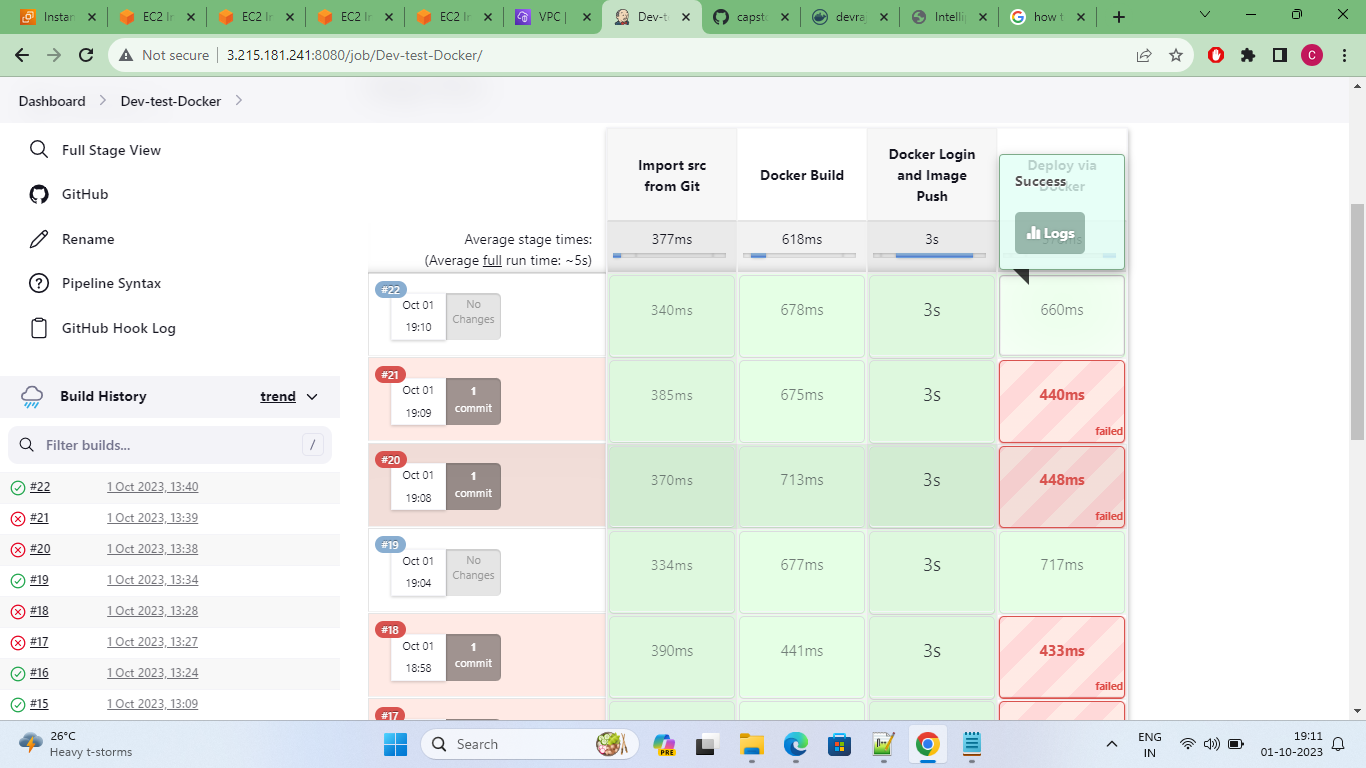 Instan
EC2 In
EC2 In
EC2 In
EC2 In
VPC |
Dev-te
capsto
devraj
Intellip
how t
Not secure
3.215.181.241:8080/job/Dev-test-Docker/
C
Dashboard
Dev-test-Docker
Full Stage View
GitHub
Rename
Pipeline Syntax
GitHub Hook Log
Build History
trend
Filter builds...
/
#22 1 Oct 2023, 13:40
#21 1 Oct 2023, 13:39
#20 1 Oct 2023, 13:38
#19 1 Oct 2023, 13:34
#18 1 Oct 2023, 13:28
#17 1 Oct 2023, 13:27
#16 1 Oct 2023, 13:24
#15 1 Oct 2023, 13:09
Import src
from Git
Docker Build
Docker Login
and Image
Push
Deploy via
Docker
Success
Logs
Average stage times:
(Average full run time: ~5s)
377ms
618ms
3s
#22
Oct 01
19:10
No
Changes
340ms
678ms
3s
660ms
#21
Oct 01
19:09
1
commit
385ms
675ms
3s
440ms
failed
#20
Oct 01
19:08
1
commit
370ms
713ms
3s
448ms
failed
#19
Oct 01
19:04
No
Changes
334ms
677ms
3s
717ms
#18
Oct 01
18:58
1
commit
390ms
441ms
3s
433ms
failed
#17
26°C
Heavy t-storms
Search
PRE
ENG
IN
19:11
01-10-2023